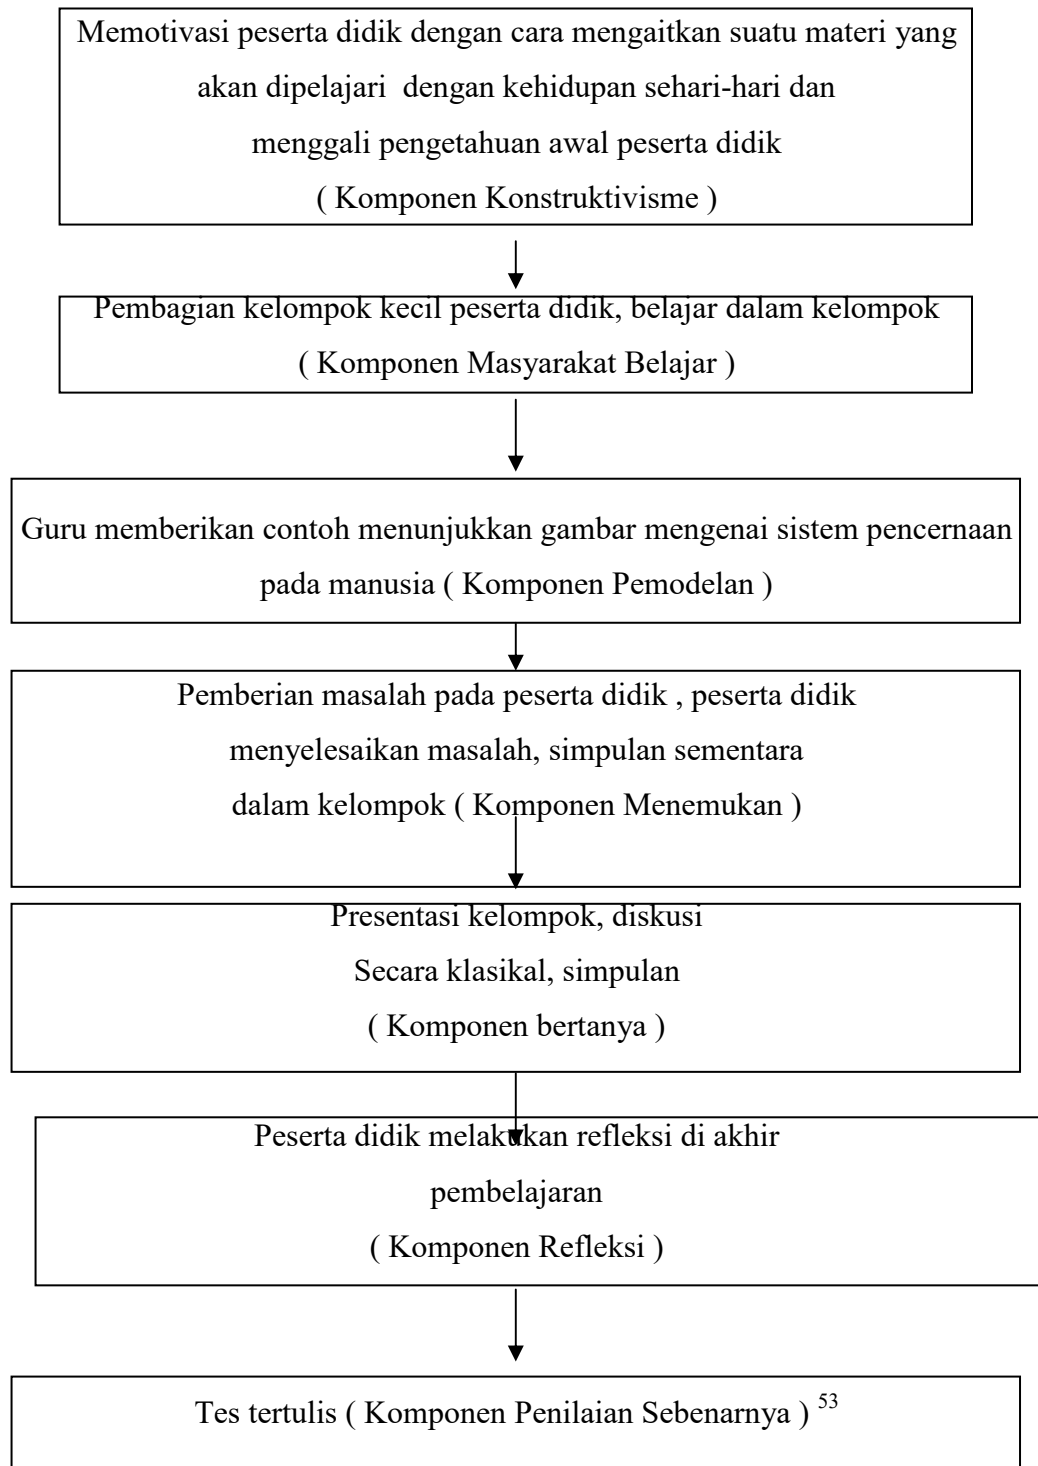 Memotivasi peserta didik dengan cara mengaitkan suatu materi yang
akan dipelajari dengan kehidupan sehari-hari dan
menggali pengetahuan awal peserta didik
( Komponen Konstruktivisme )
Pembagian kelompok kecil peserta didik, belajar dalam kelompok
( Komponen Masyarakat Belajar )
Guru memberikan contoh menunjukkan gambar mengenai sistem pencernaan
pada manusia ( Komponen Pemodelan )
Pemberian masalah pada peserta didik , peserta didik
menyelesaikan masalah, simpulan sementara
dalam kelompok ( Komponen Menemukan )
Presentasi kelompok, diskusi
Secara klasikal, simpulan
( Komponen bertanya )
Peserta didik melakukan refleksi di akhir
pembelajaran
( Komponen Refleksi )
Tes tertulis ( Komponen Penilaian Sebenarnya ) 53